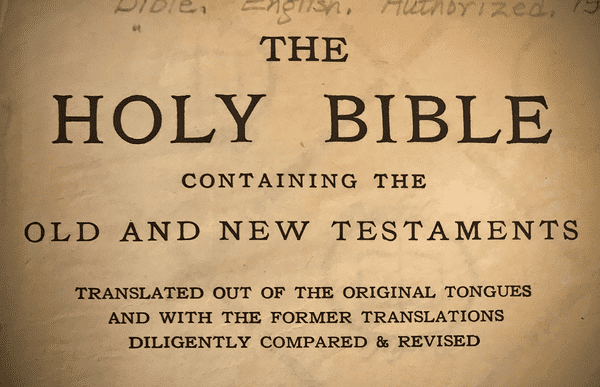 Bible. English. Authorized. 19
THE
HOLY BIBLE
CONTAINING THE
OLD AND NEW TESTAMENTS
TRANSLATED OUT OF THE ORIGINAL TONGUES
AND WITH THE FORMER TRANSLATIONS
DILIGENTLY COMPARED & REVISED